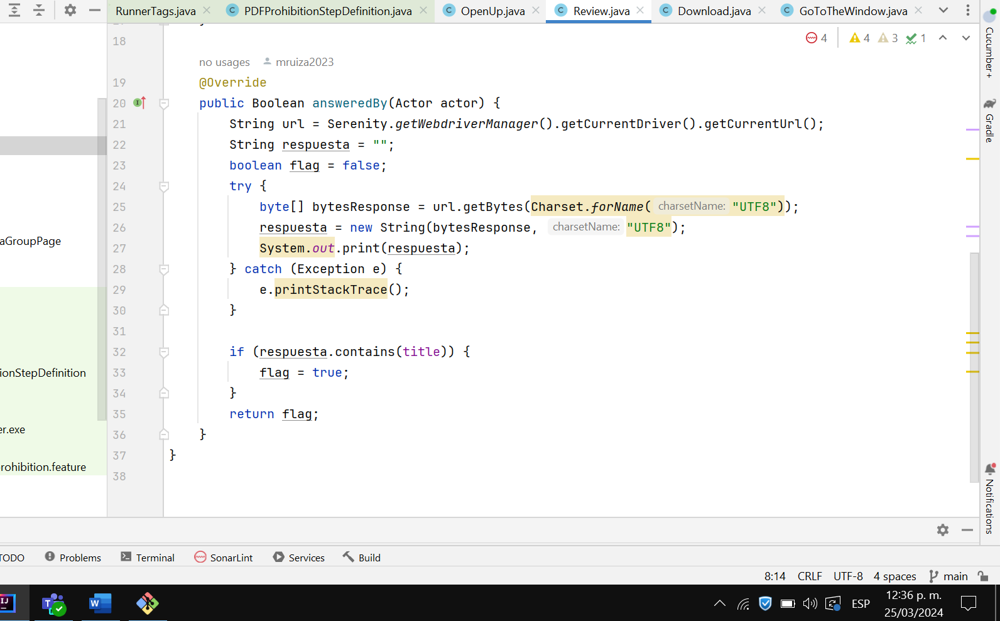 RunnerTags.java PDFProhibitionStepDefinition.java OpenUp.java Review.java Download.java GoToTheWindow.java
4 4 3 1
18
no usages mruiza2023
19 @Override
20 public Boolean answeredBy(Actor actor) {
21 String url = Serenity.getWebdriverManager().getCurrentDriver().getCurrentUrl();
22 String respuesta = "";
23 boolean flag = false;
24 try {
25 byte[] bytesResponse = url.getBytes(Charset.forName( charsetName: "UTF8"));
26 respuesta = new String(bytesResponse, charsetName: "UTF8");
27 System.out.print(respuesta);
28 } catch (Exception e) {
29 e.printStackTrace();
30 }
31
32 if (respuesta.contains(title)) {
33 flag = true;
34 }
35 return flag;
36 }
37 }
38
aGroupPage
ionStepDefinition
er.exe
rohibition.feature
Cucumber+
Gradle
Notifications
TODO Problems Terminal SonarLint Services Build
8:14 CRLF UTF-8 4 spaces main
IJ T W ESP 12:36 p. m.
25/03/2024